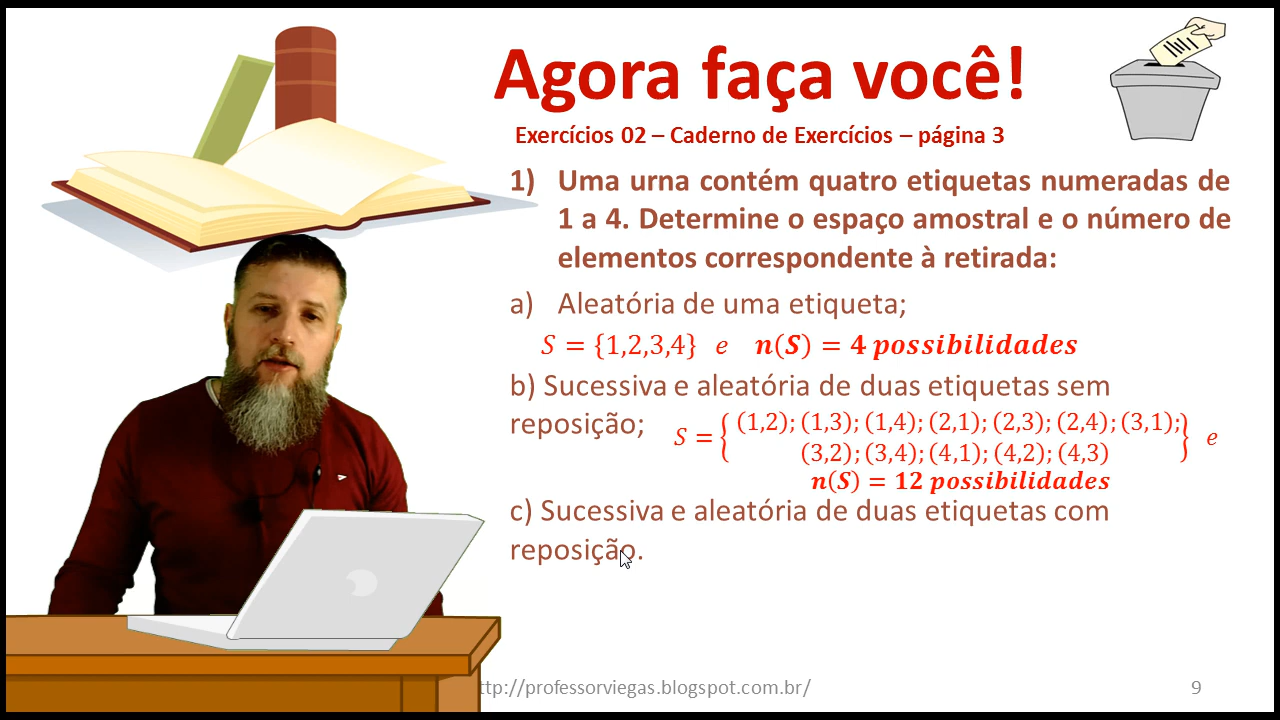 Agora faça você!
Exercícios 02 – Caderno de Exercícios – página 3
1) Uma urna contém quatro etiquetas numeradas de
1 a 4. Determine o espaço amostral e o número de
elementos correspondente à retirada:
a) Aleatória de uma etiqueta;
S = {1,2,3,4} e n(S) = 4 possibilidades
b) Sucessiva e aleatória de duas etiquetas sem
reposição;
S = { (1,2); (1,3); (1,4); (2,1); (2,3); (2,4); (3,1);
(3,2); (3,4); (4,1); (4,2); (4,3) } e
n(S) = 12 possibilidades
c) Sucessiva e aleatória de duas etiquetas com
reposição.
ttp://professorviegas.blogspot.com.br/
9